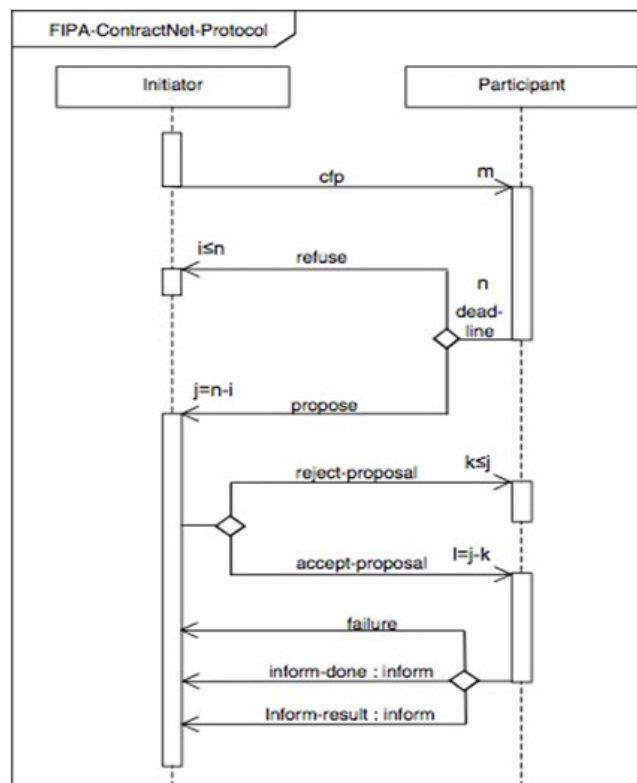 FIPA-ContractNet-Protocol
Initiator
Participant
cfp
m
i≤n
refuse
n
dead-
line
j=n-i
propose
reject-proposal
k≤j
accept-proposal
l=j-k
failure
inform-done : inform
Inform-result : inform